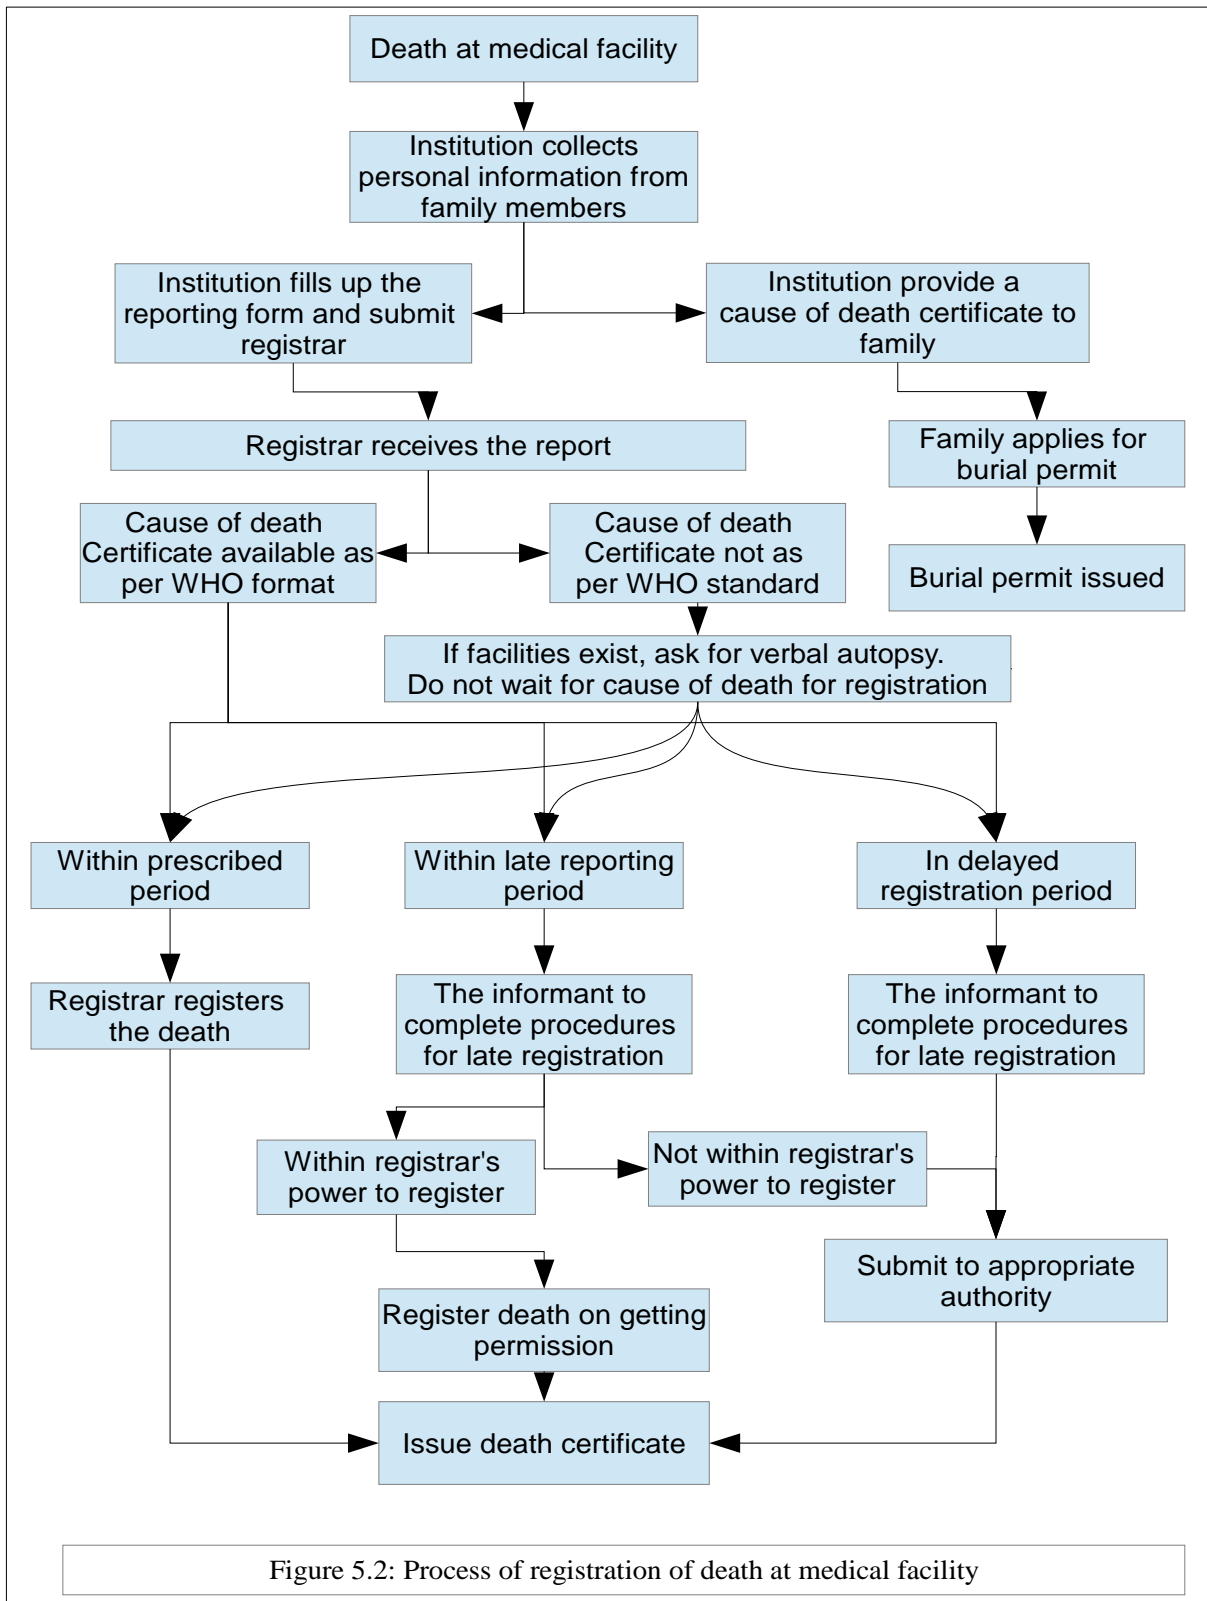 Death at medical facility
Institution collects
personal information from
family members
Institution fills up the
reporting form and submit
registrar
Institution provide a
cause of death certificate to
family
Registrar receives the report
Family applies for
burial permit
Cause of death
Certificate available as
per WHO format
Cause of death
Certificate not as
per WHO standard
Burial permit issued
If facilities exist, ask for verbal autopsy.
Do not wait for cause of death for registration
Within prescribed
period
Within late reporting
period
In delayed
registration period
Registrar registers
the death
The informant to
complete procedures
for late registration
The informant to
complete procedures
for late registration
Within registrar's
power to register
Not within registrar's
power to register
Submit to appropriate
authority
Register death on getting
permission
Issue death certificate
Figure 5.2: Process of registration of death at medical facility